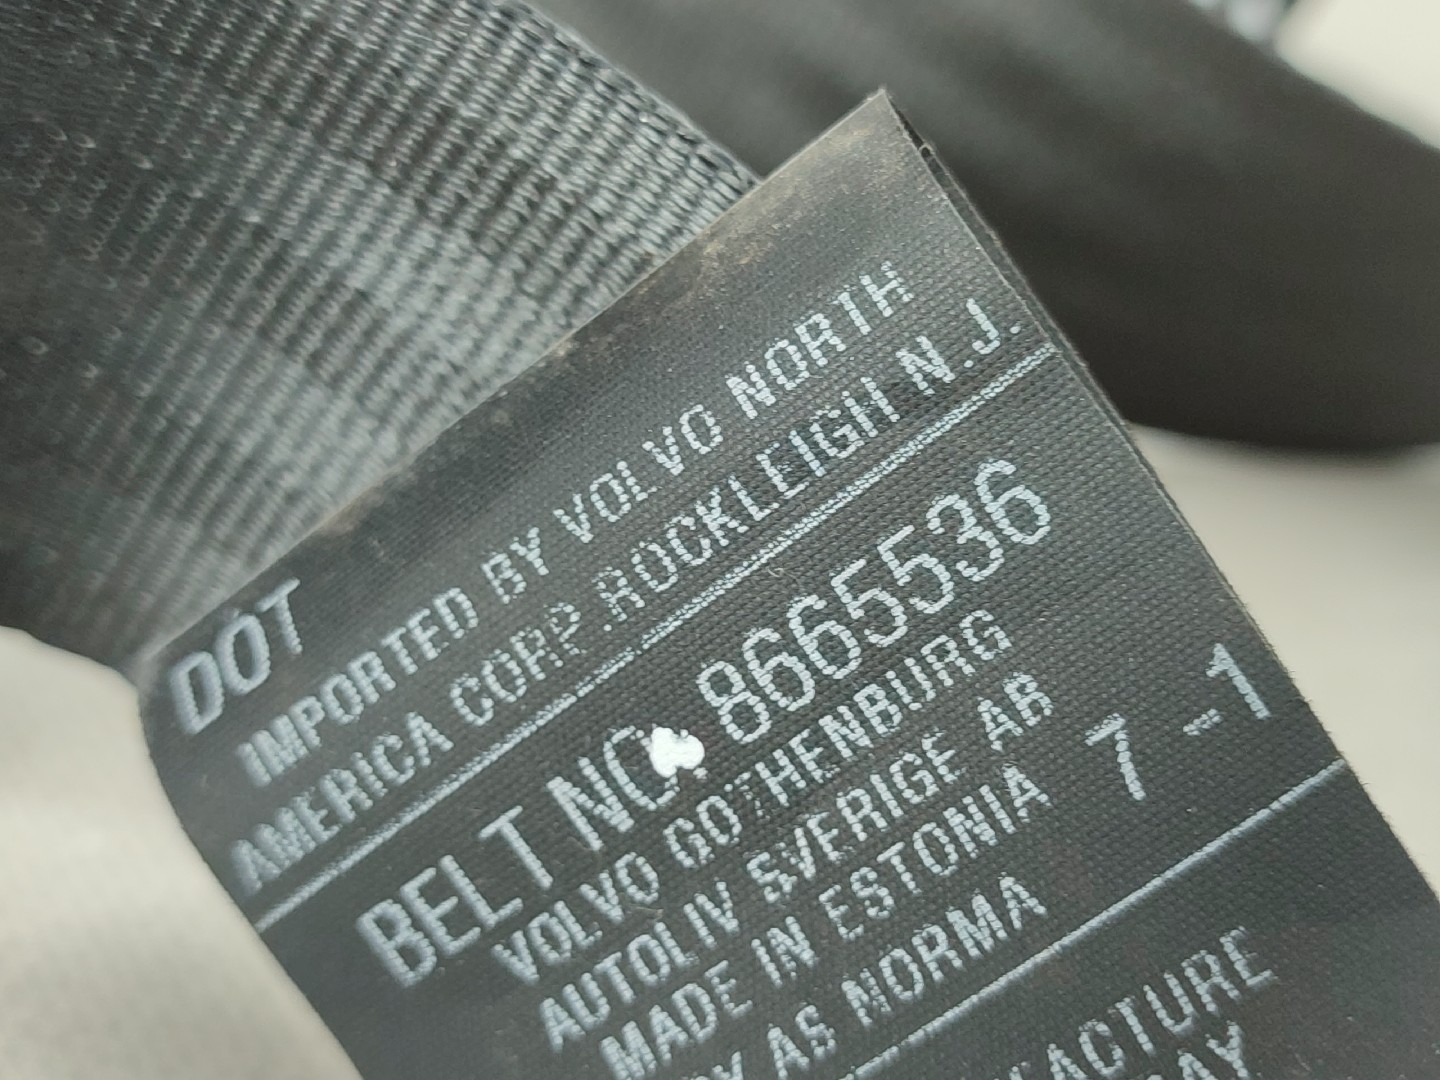 DOT
IMPORTED BY VOLVO NORTH
AMERICA CORP. ROCKLEIGH N.J.
BELT NO. 8665536
VOLVO GOTHENBURG
AUTOLIV SVERIGE AB
MADE IN ESTONIA 7-1
AS NORMA